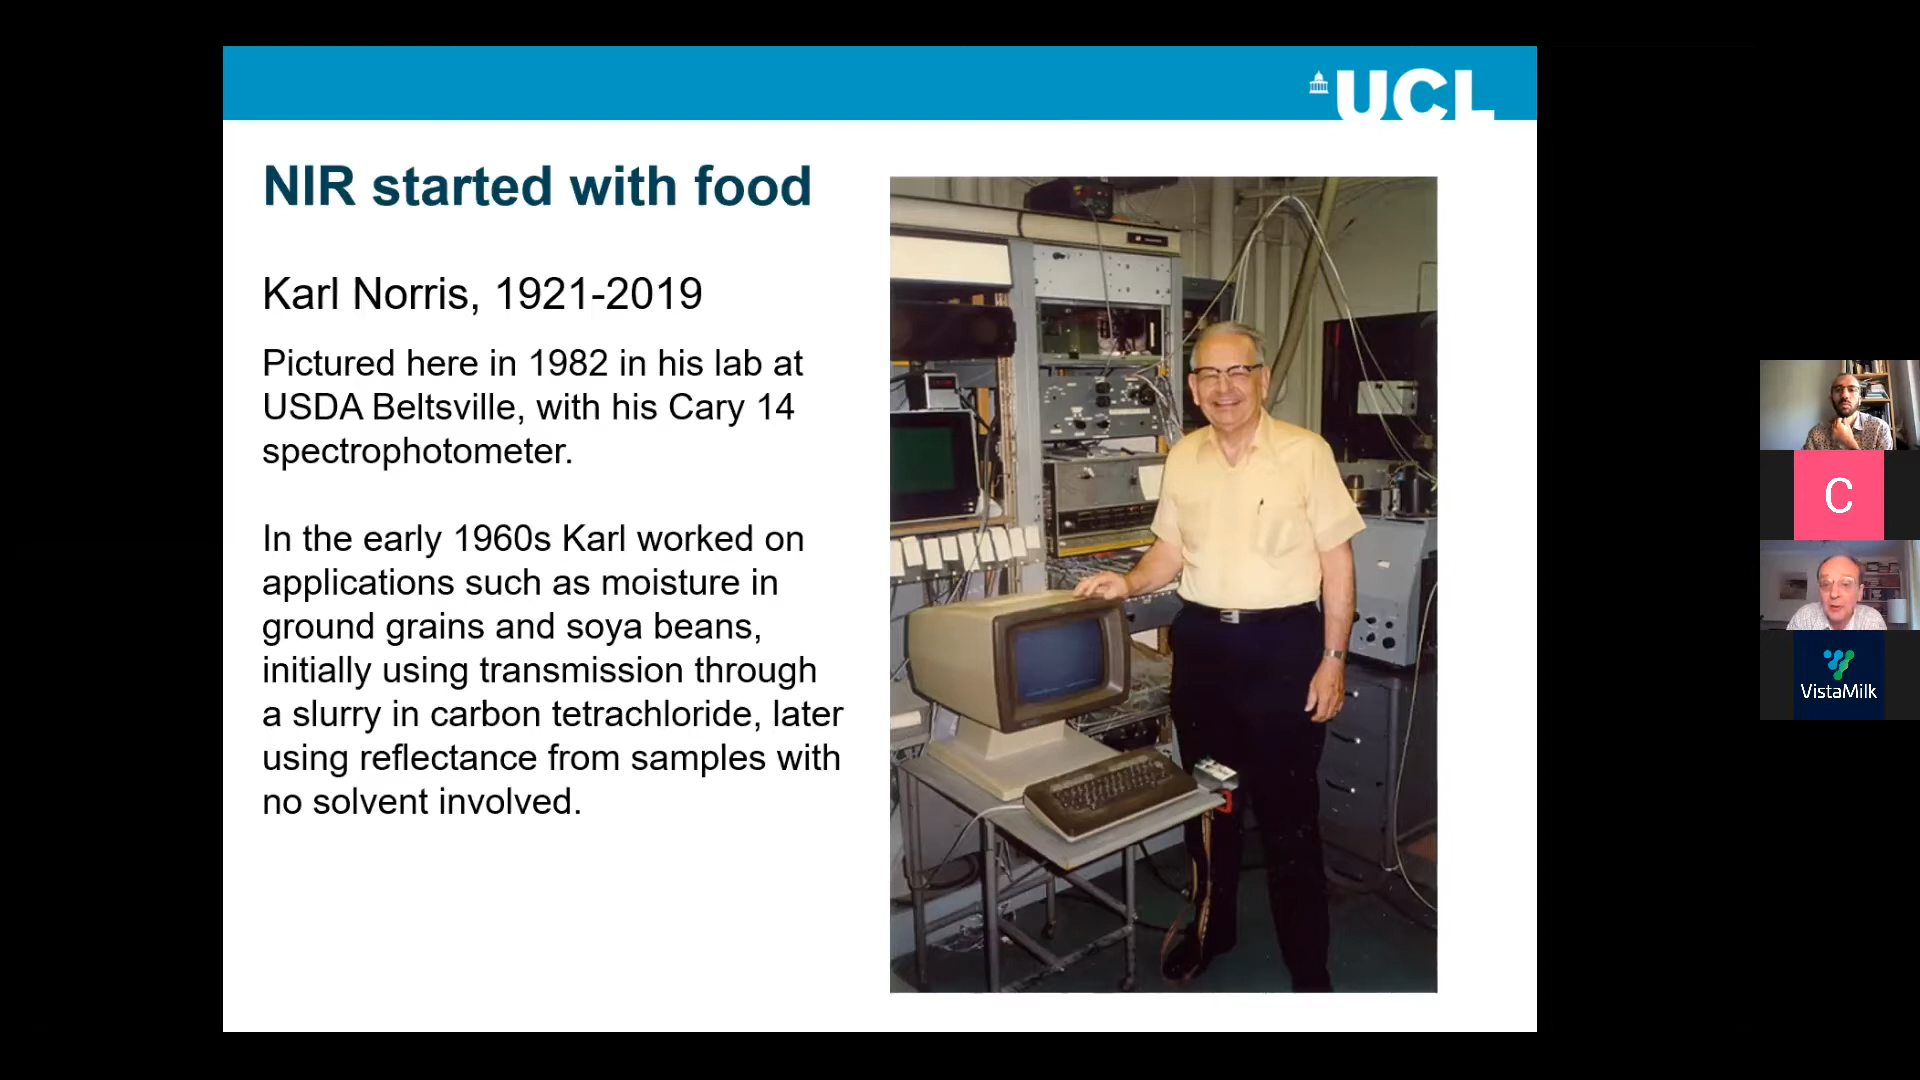 UCL
NIR started with food
Karl Norris, 1921-2019
Pictured here in 1982 in his lab at
USDA Beltsville, with his Cary 14
spectrophotometer.
In the early 1960s Karl worked on
applications such as moisture in
ground grains and soya beans,
initially using transmission through
a slurry in carbon tetrachloride, later
using reflectance from samples with
no solvent involved.
C
VistaMilk